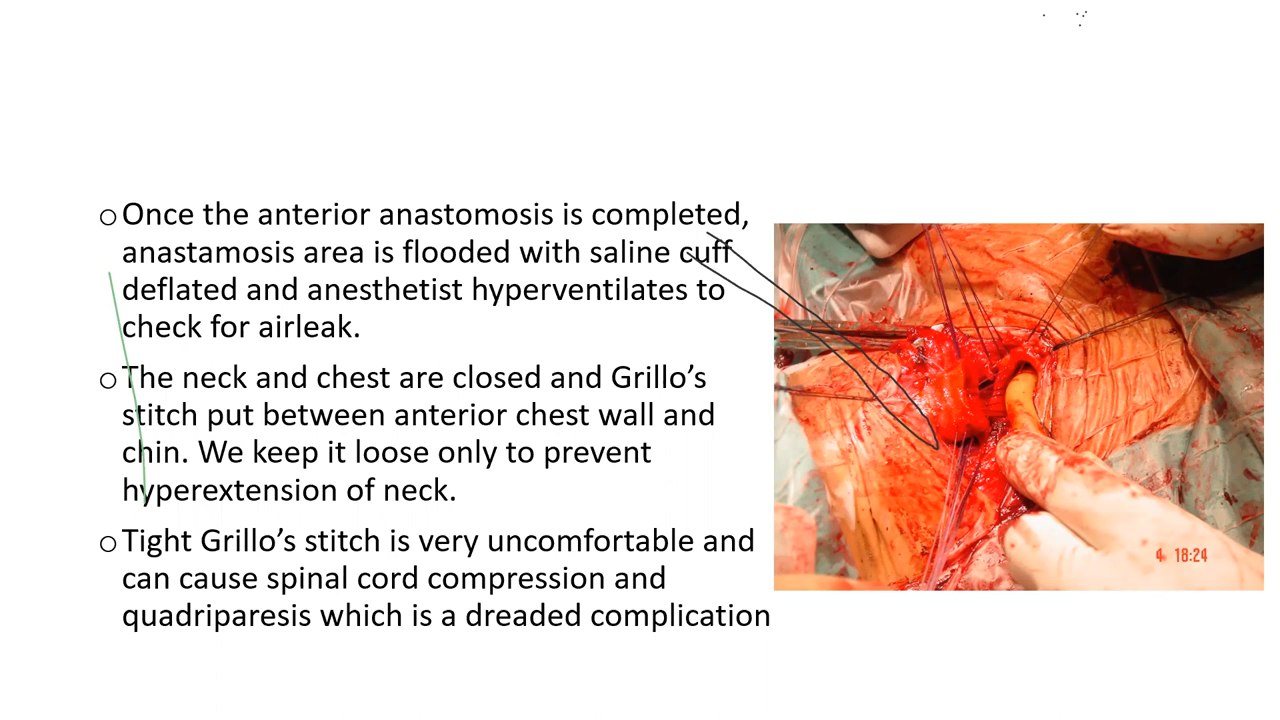 Once the anterior anastomosis is completed,
anastamosis area is flooded with saline cuff
deflated and anesthetist hyperventilates to
check for airleak.
The neck and chest are closed and Grillo’s
stitch put between anterior chest wall and
chin. We keep it loose only to prevent
hyperextension of neck.
Tight Grillo’s stitch is very uncomfortable and
can cause spinal cord compression and
quadriparesis which is a dreaded complication
4 18:24